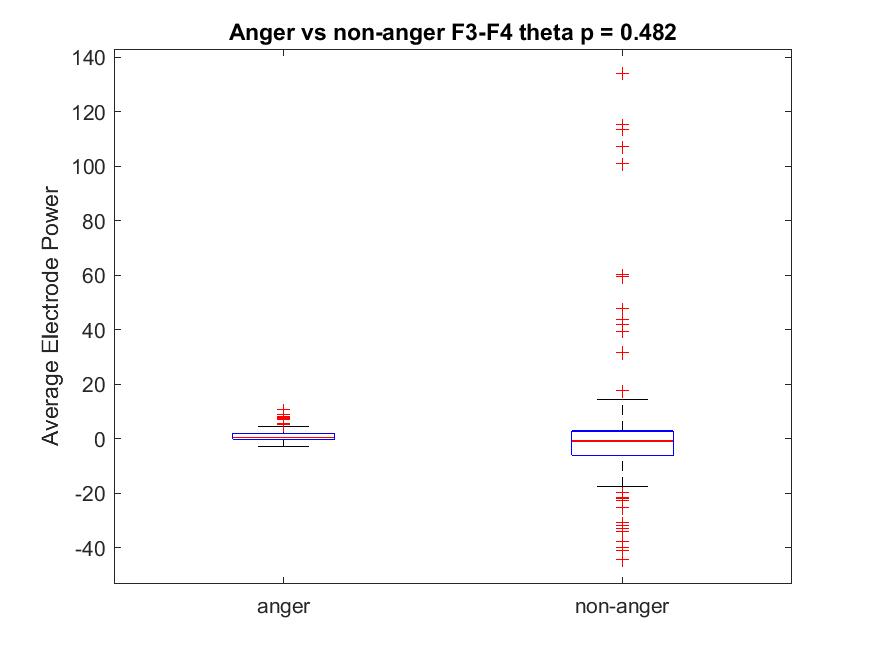 Anger vs non-anger F3-F4 theta p = 0.482
140
120
100
80
60
40
20
0
-20
-40
Average Electrode Power
anger
non-anger